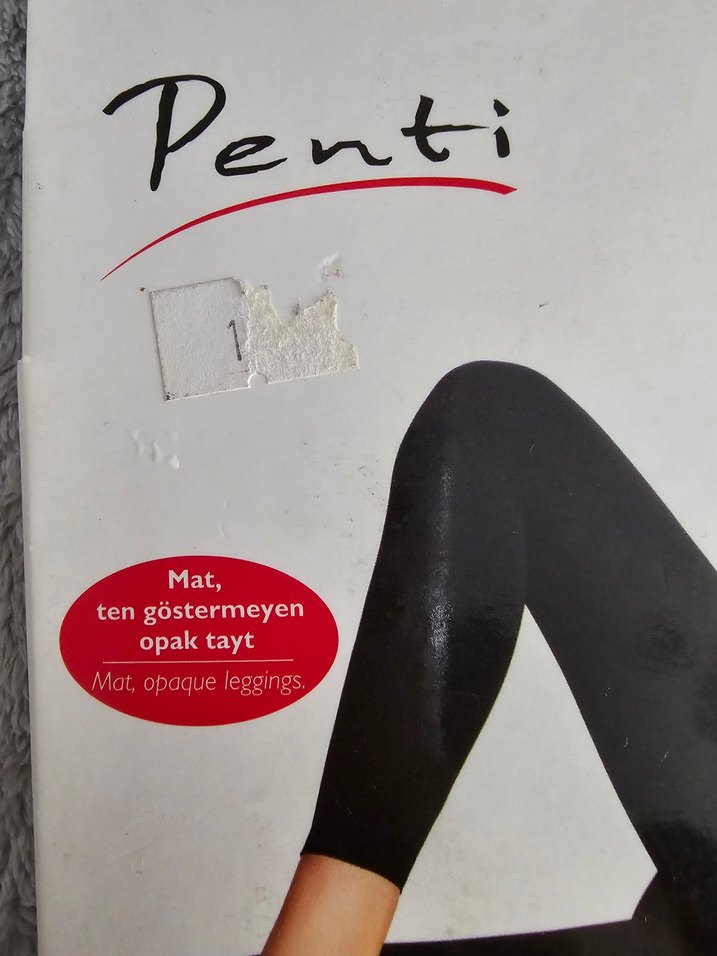 Penti
1
Mat,
ten göstermeyen
opak tayt
Mat, opaque leggings.